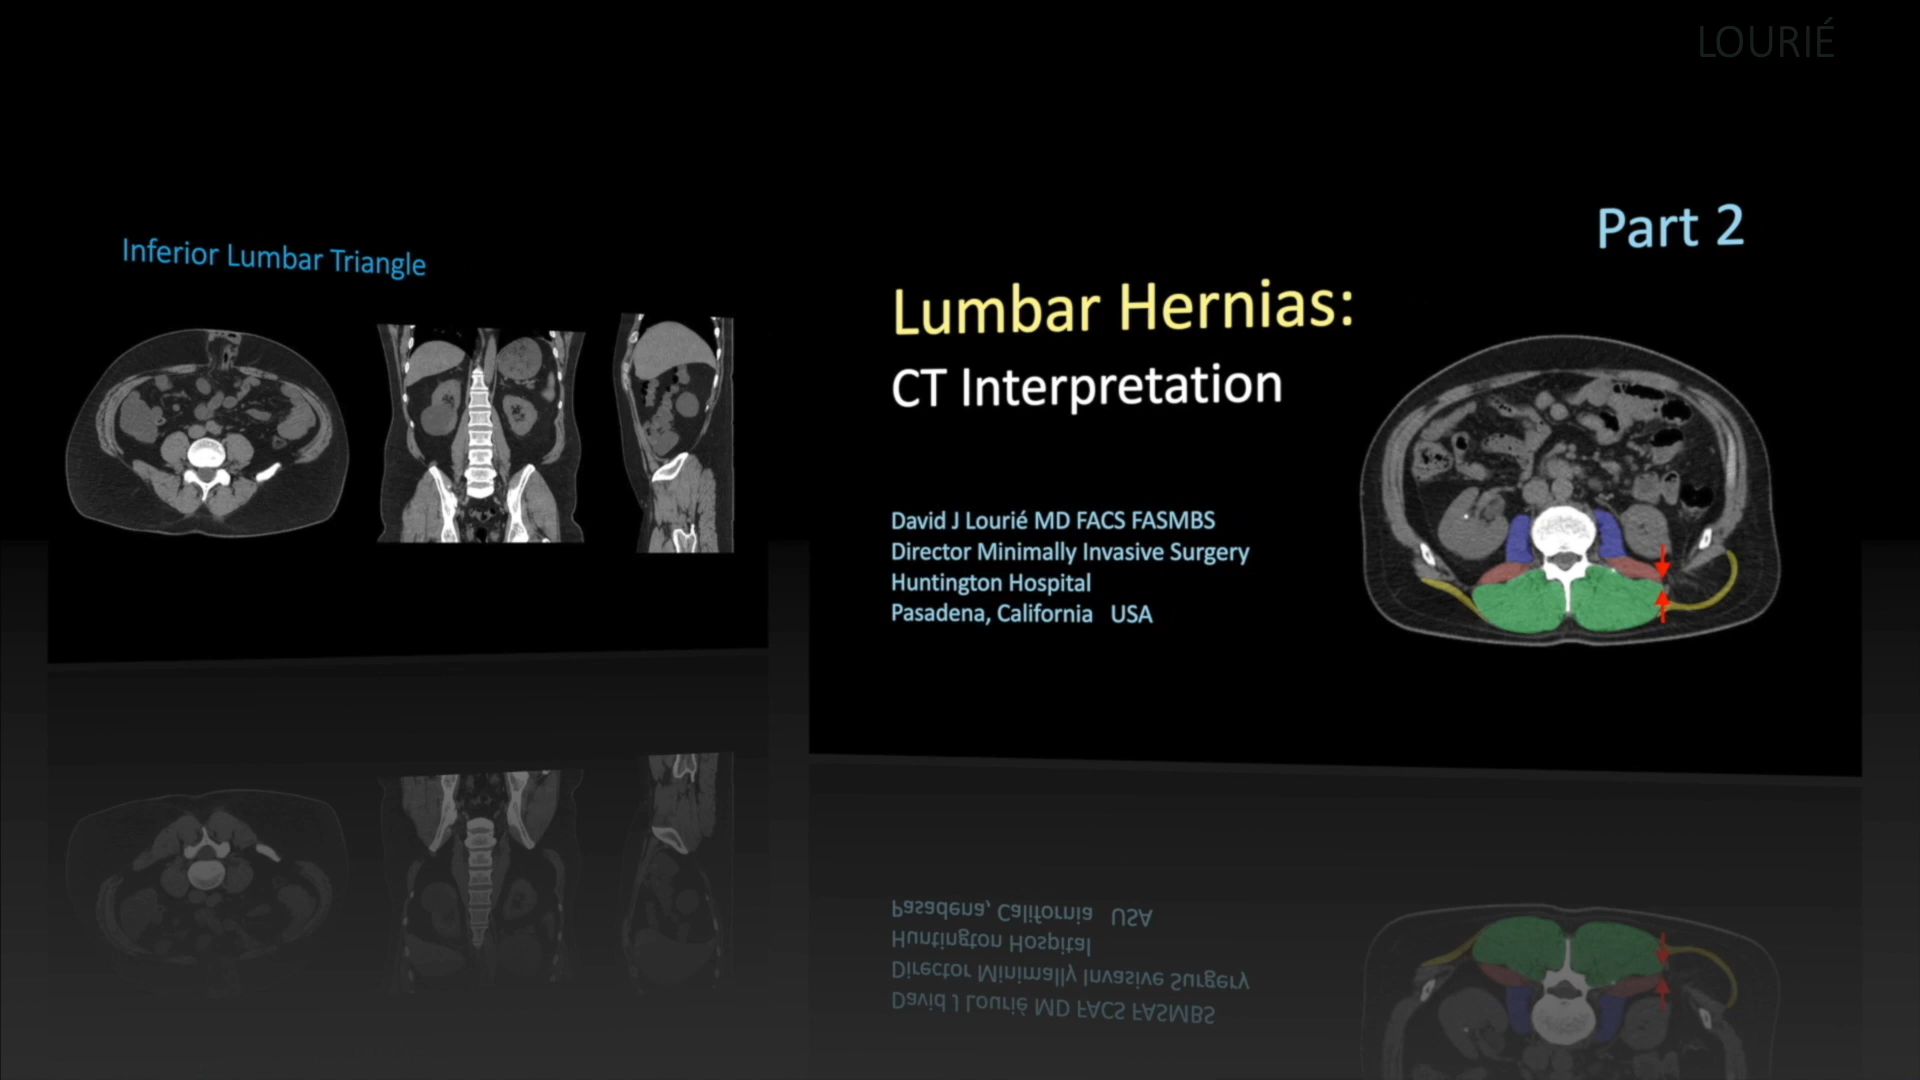 LOURIÉ
Inferior Lumbar Triangle
Part 2
Lumbar Hernias:
CT Interpretation
David J Lourié MD FACS FASMBS
Director Minimally Invasive Surgery
Huntington Hospital
Pasadena, California USA